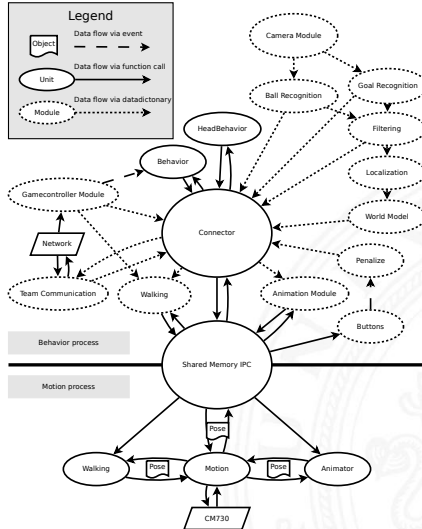 Legend
Object
Data flow via event
Data flow via function call
Unit
Data flow via datadictonary
Module
Camera Module
Ball Recognition
Goal Recognition
HeadBehavior
Filtering
Behavior
Localization
Gamecontroller Module
World Model
Connector
Network
Penalize
Team Communication
Walking
Animation Module
Buttons
Behavior process
Shared Memory IPC
Motion process
Pose
Walking
Pose
Motion
Pose
Animator
CM730